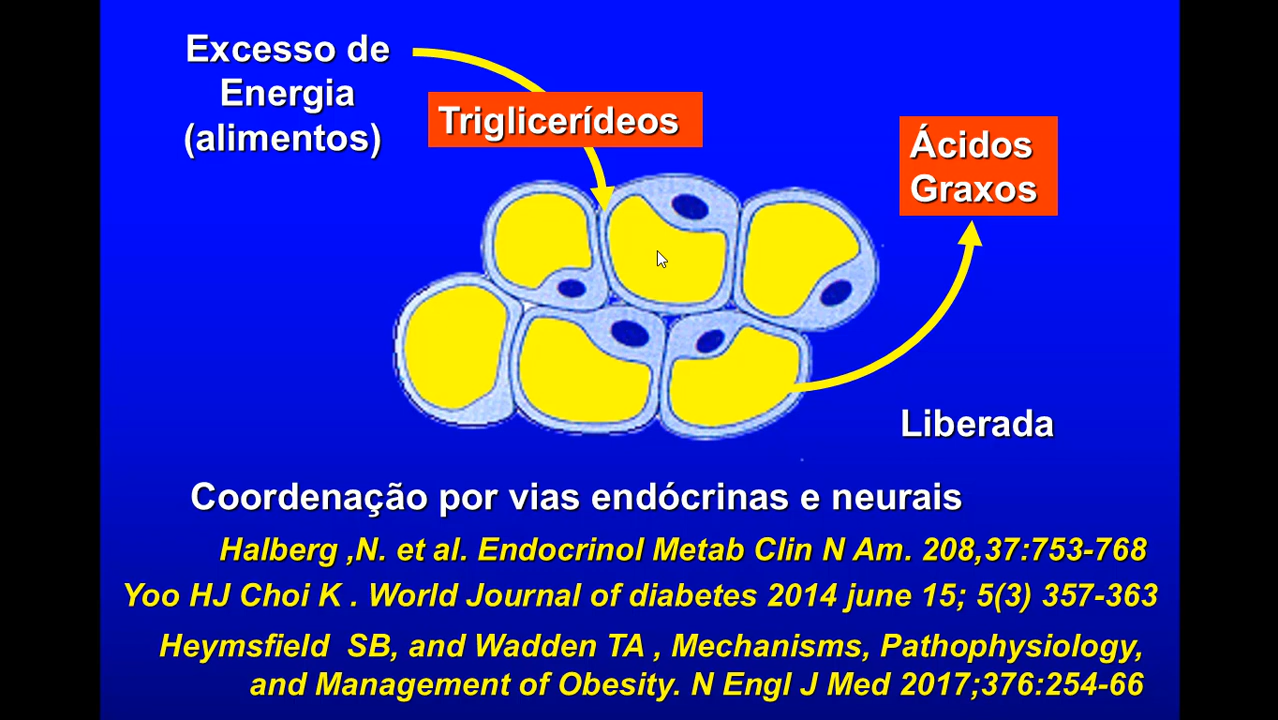 Excesso de
Energia
(alimentos)
Triglicerídeos
Ácidos
Graxos
Liberada
Coordenação por vias endócrinas e neurais
Halberg ,N. et al. Endocrinol Metab Clin N Am. 208,37:753-768
Yoo HJ Choi K . World Journal of diabetes 2014 june 15; 5(3) 357-363
Heymsfield SB, and Wadden TA , Mechanisms, Pathophysiology,
and Management of Obesity. N Engl J Med 2017;376:254-66